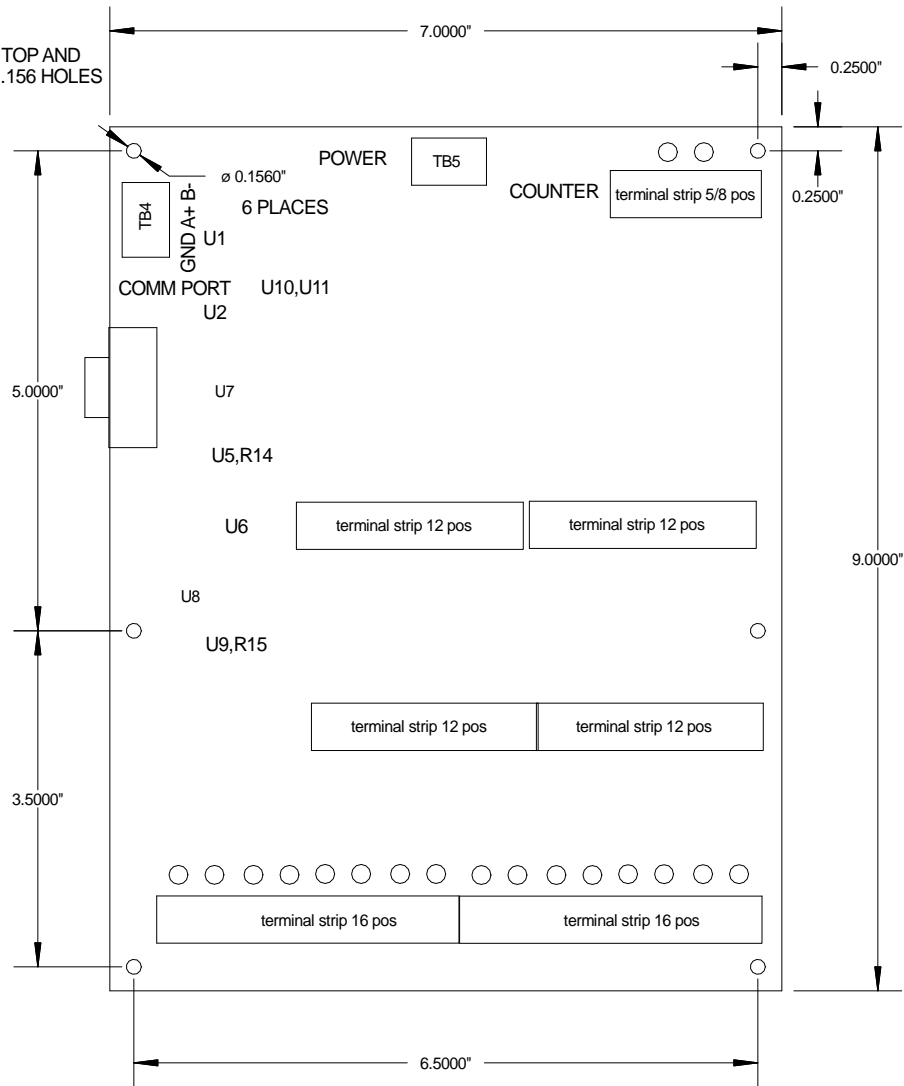 7.0000"
TOP AND
.156 HOLES
0.2500"
POWER
TB5
ø 0.1560"
COUNTER
terminal strip 5/8 pos
0.2500"
TB4
GND A+ B-
6 PLACES
U1
COMM PORT
U10,U11
U2
5.0000"
U7
U5,R14
U6
terminal strip 12 pos
terminal strip 12 pos
9.0000"
U8
U9,R15
terminal strip 12 pos
terminal strip 12 pos
3.5000"
terminal strip 16 pos
terminal strip 16 pos
6.5000"